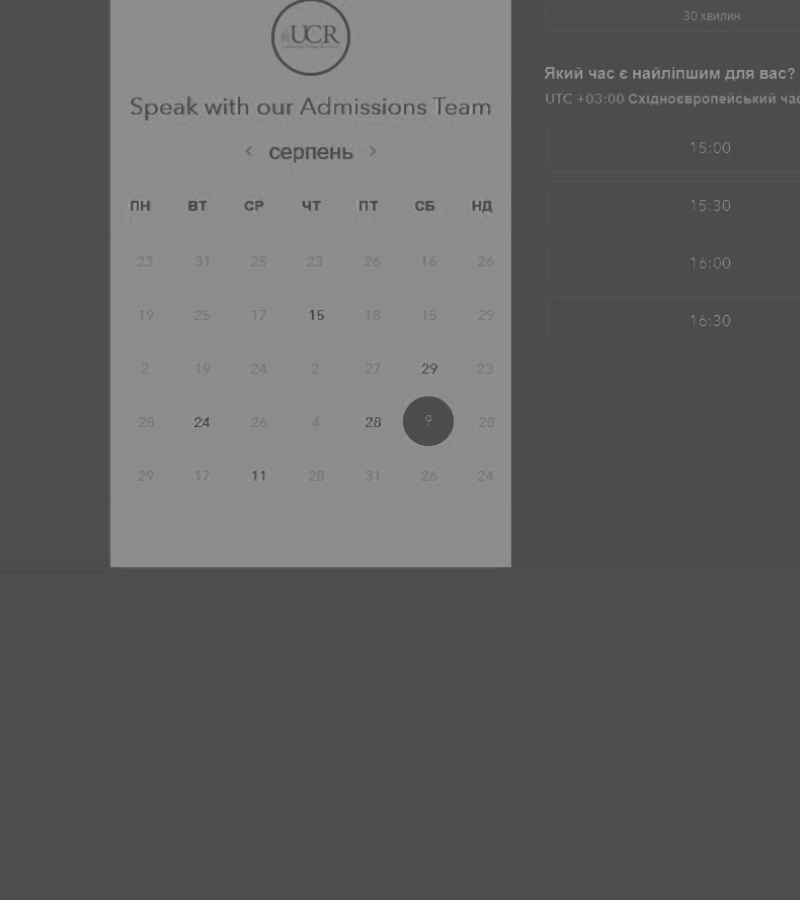 UCR
Speak with our Admissions Team
< серпень >
ПН ВТ СР ЧТ ПТ СБ НД
23 31 25 23 26 16 26
19 25 17 15 18 15 29
2 19 24 2 27 29 23
28 24 26 4 28 9 28
29 17 11 28 31 26 24
30 хвилин
Який час є найліпшим для вас?
UTC +03:00 Східноєвропейський час
15:00
15:30
16:00
16:30